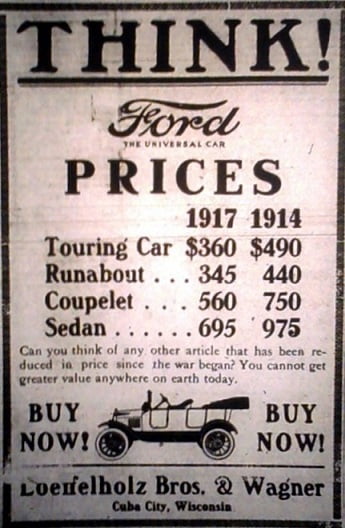 THINK!
Ford
THE UNIVERSAL CAR
PRICES
1917 1914
Touring Car $360 $490
Runabout ... 345 440
Coupelet .... 560 750
Sedan ...... 695 975
Can you think of any other article that has been re-
duced in price since the war began? You cannot get
greater value anywhere on earth today.
BUY NOW!
BUY NOW!
Loeffelholz Bros. & Wagner
Cuba City, Wisconsin